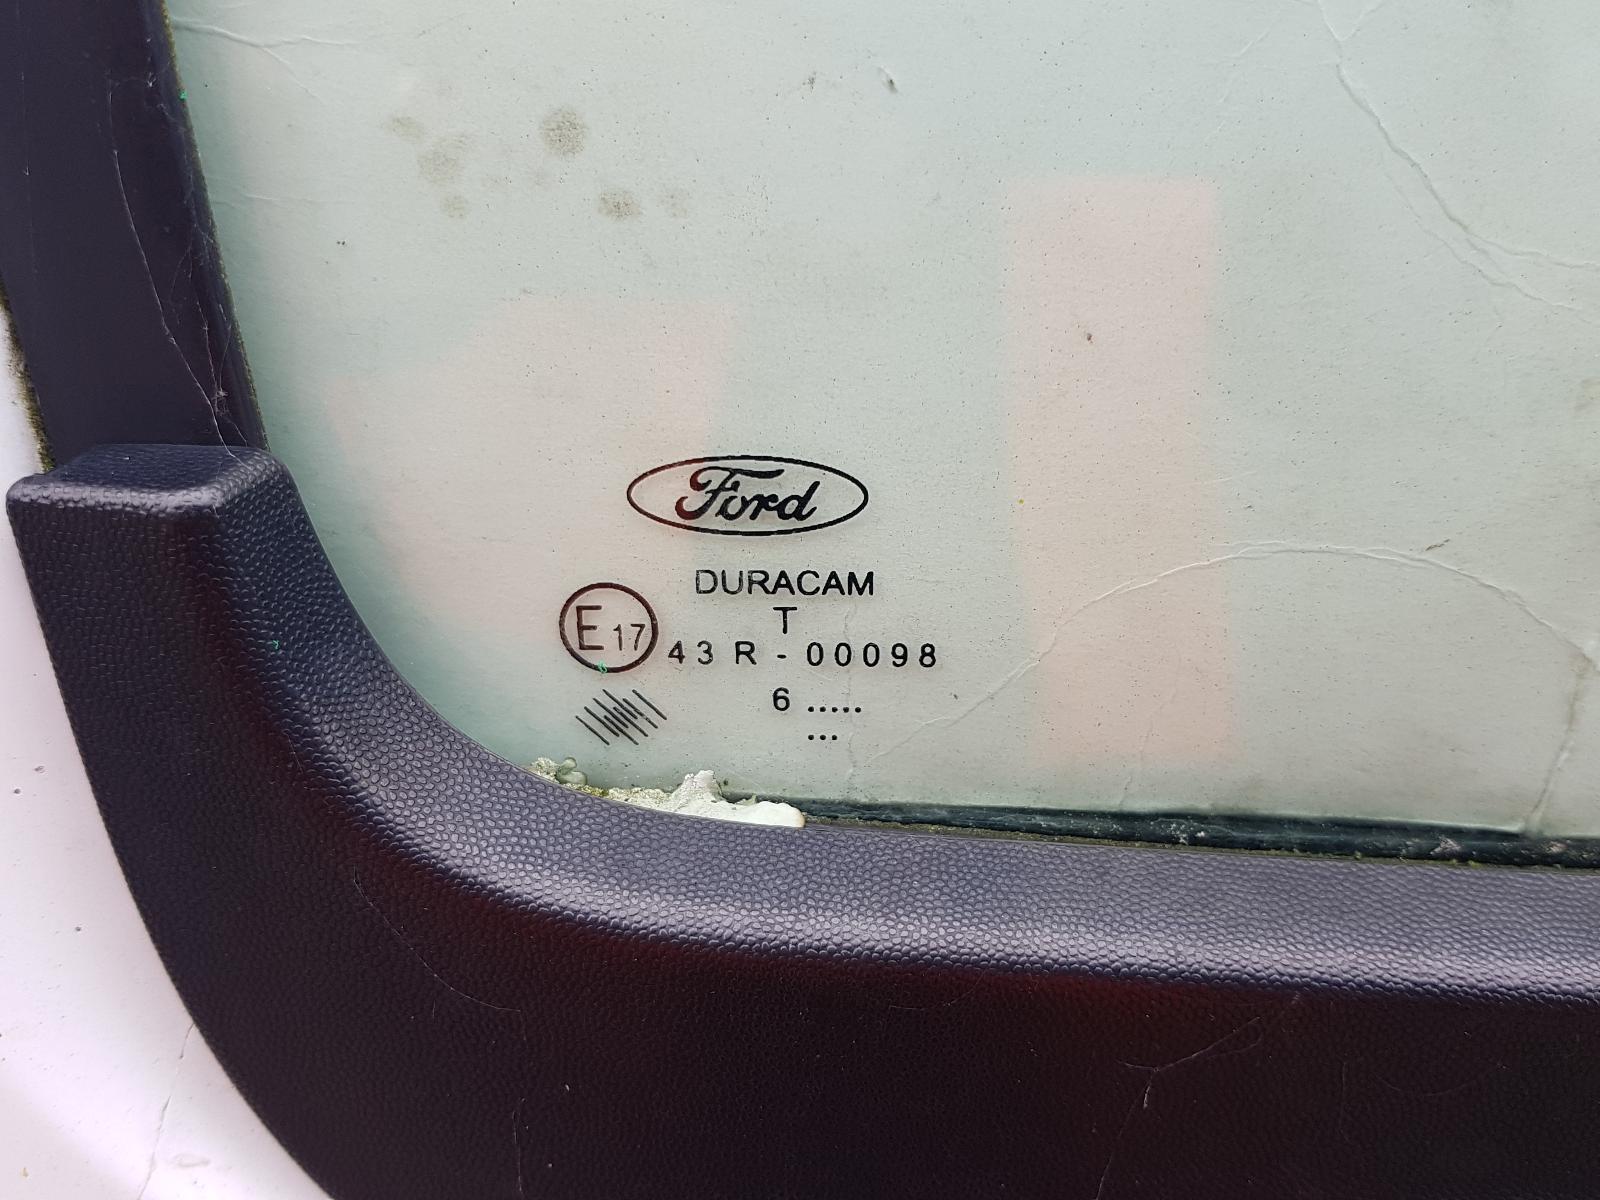 Ford
DURACAM
T
E17
43 R - 00098
6 .....
...